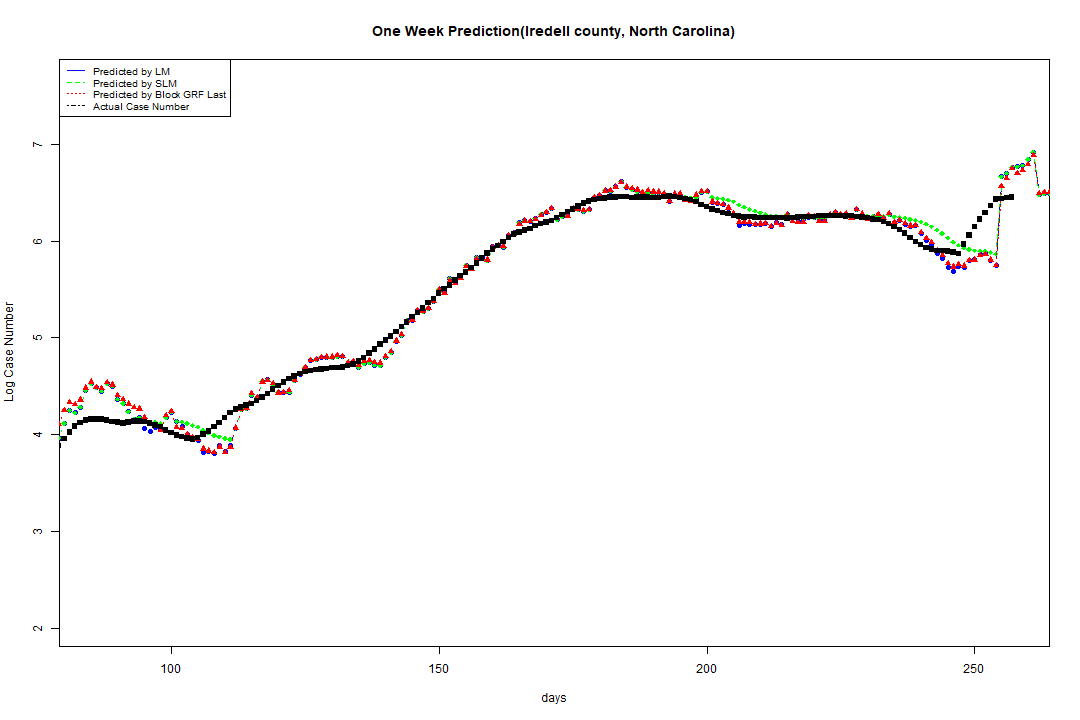 One Week Prediction(Iredell county, North Carolina)
Predicted by LM
Predicted by SLM
Predicted by Block GRF Last
Actual Case Number
Log Case Number
7
6
5
4
3
2
100 150 200 250
days